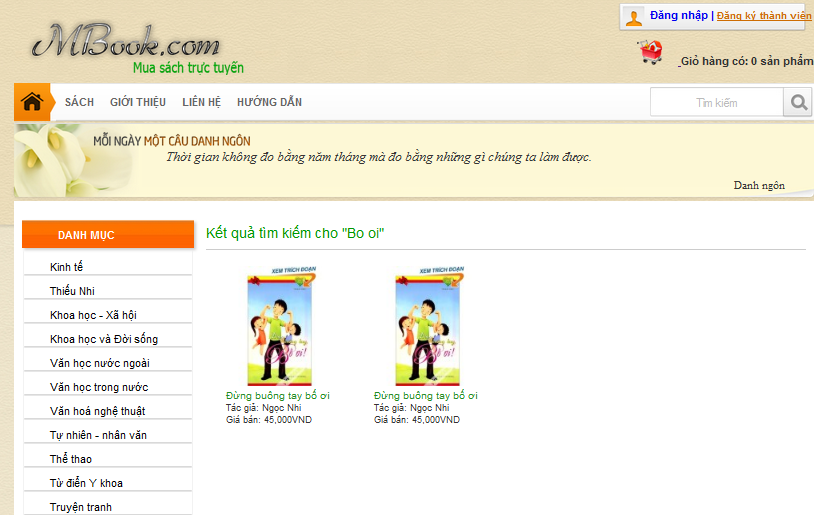 MBook.com
Mua sách trực tuyến
Đăng nhập | Đăng ký thành viên
Giỏ hàng có: 0 sản phẩm
SÁCH GIỚI THIỆU LIÊN HỆ HƯỚNG DẪN
Tìm kiếm
MỖI NGÀY MỘT CÂU DANH NGÔN
Thời gian không đo bằng năm tháng mà đo bằng những gì chúng ta làm được.
Danh ngôn
DANH MỤC
Kinh tế
Thiếu Nhi
Khoa học - Xã hội
Khoa học và Đời sống
Văn học nước ngoài
Văn học trong nước
Văn hoá nghệ thuật
Tự nhiên - nhân văn
Thể thao
Từ điển Y khoa
Truyện tranh
Kết quả tìm kiếm cho "Bo oi"
XEM TRÍCH ĐOẠN
Bố ơi!
Đừng buông tay bố ơi
Tác giả: Ngọc Nhi
Giá bán: 45,000VND
XEM TRÍCH ĐOẠN
Bố ơi!
Đừng buông tay bố ơi
Tác giả: Ngọc Nhi
Giá bán: 45,000VND